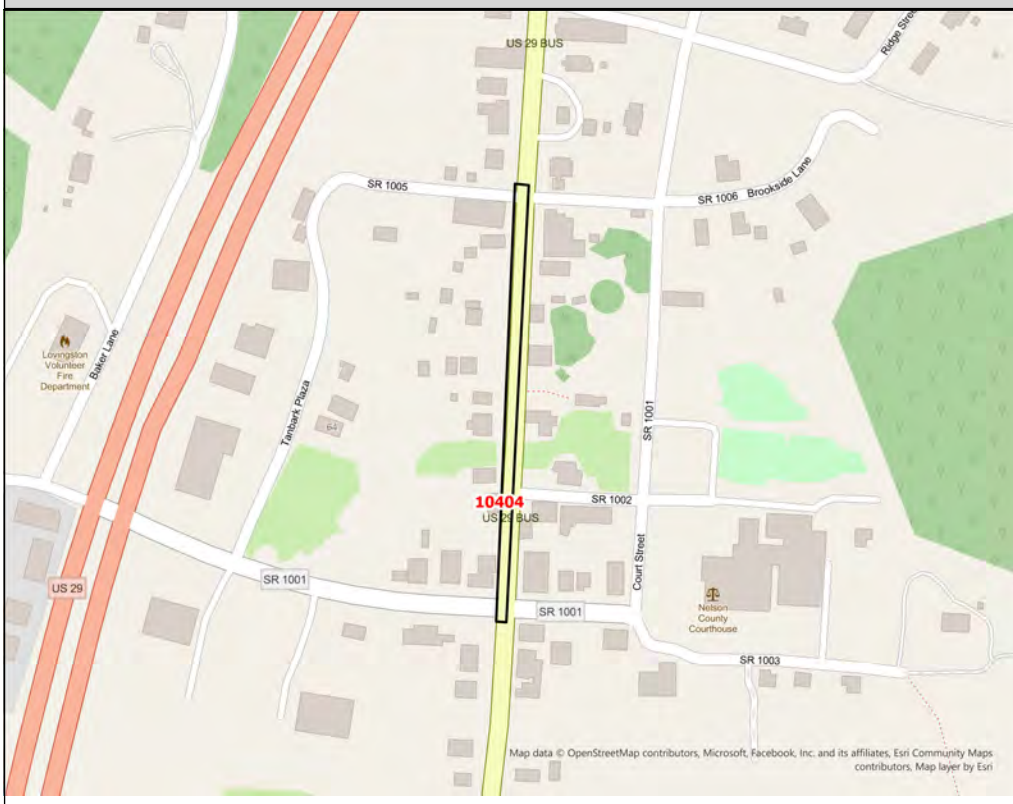 US 29 BUS
Ridge Stree
SR 1005
SR 1006
Brookside Lane
Lovingston
Volunteer
Fire
Department
Baker Lane
Tanbark Plaza
64
SR 1001
10404
SR 1002
US 29 BUS
Court Street
US 29
SR 1001
SR 1001
Nelson
County
Courthouse
SR 1003
Map data © OpenStreetMap contributors, Microsoft, Facebook, Inc. and its affiliates, Esri Community Maps
contributors, Map layer by Esri